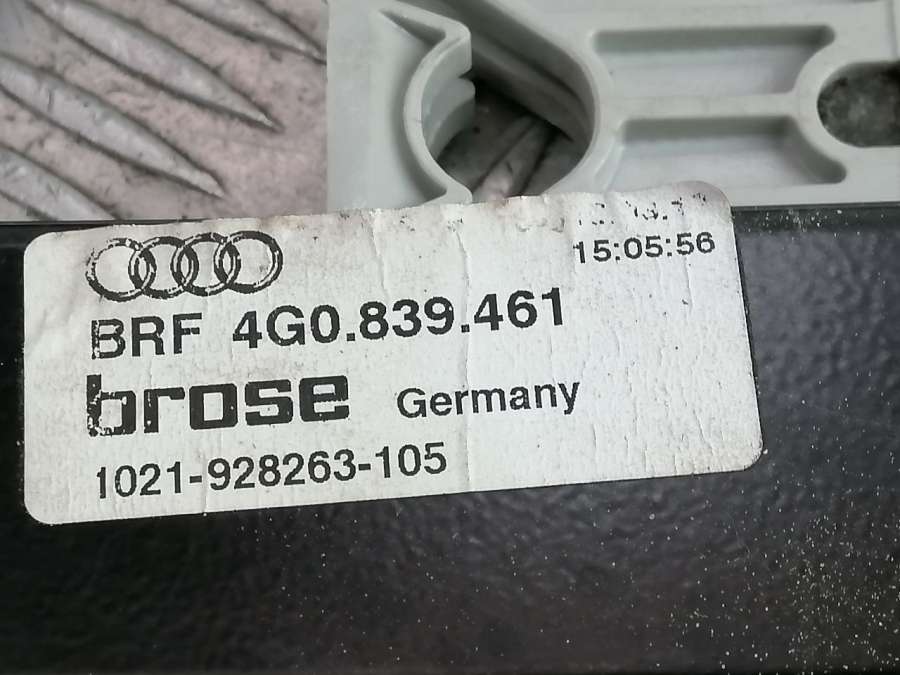 15:05:56
BRF 4G0.839.461
brose Germany
1021-928263-105